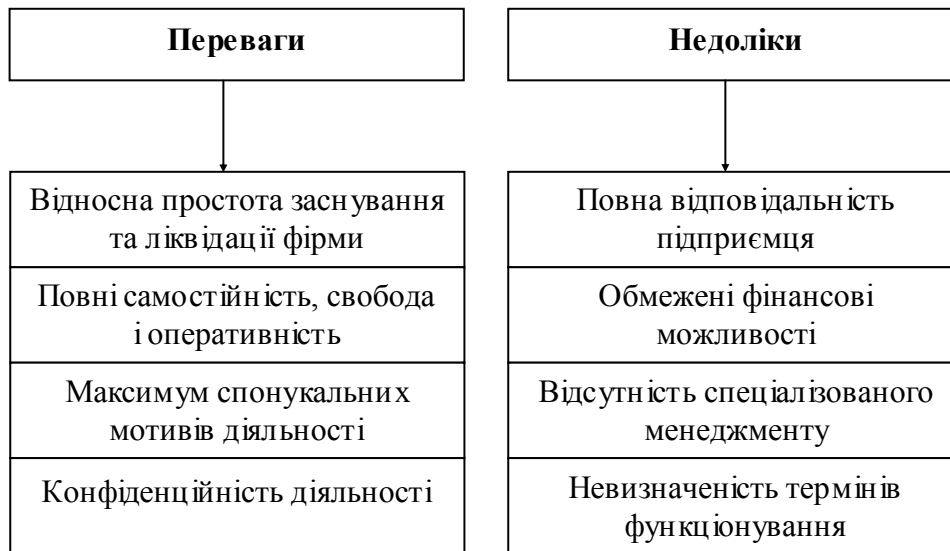 Переваги
Відносна простота заснування
та ліквідації фірми
Повні самостійність, свобода
і оперативність
Максимум спонукальних
мотивів діяльності
Конфіденційність діяльності
Недоліки
Повна відповідальність
підприємця
Обмежені фінансові
можливості
Відсутність спеціалізованого
менеджменту
Невизначеність термінів
функціонування